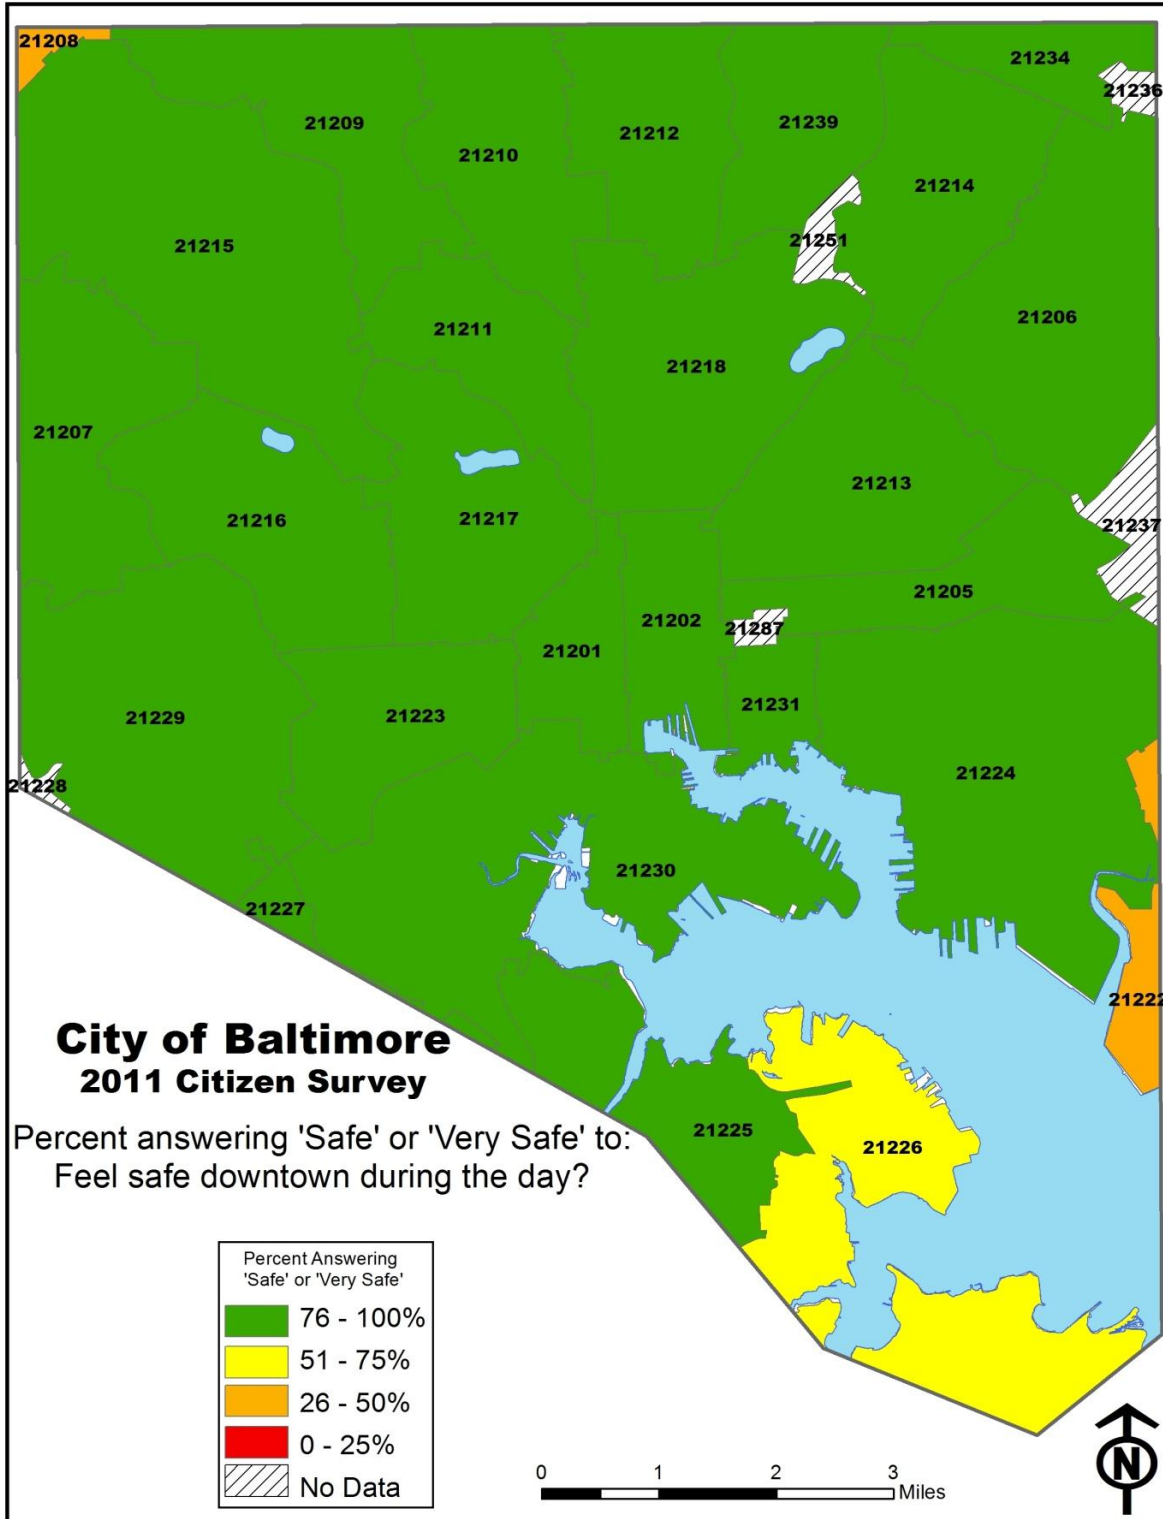 21208
21234
21236
21209
21212
21239
21210
21214
21251
21215
21206
21211
21218
21207
21213
21216
21217
21237
21205
21202
21287
21201
21231
21229
21223
21224
21228
21230
21227
21222
City of Baltimore
2011 Citizen Survey
Percent answering 'Safe' or 'Very Safe' to:
Feel safe downtown during the day?
21225
21226
Percent Answering
'Safe' or 'Very Safe'
76 - 100%
51 - 75%
26 - 50%
0 - 25%
No Data
0 1 2 3
Miles
N